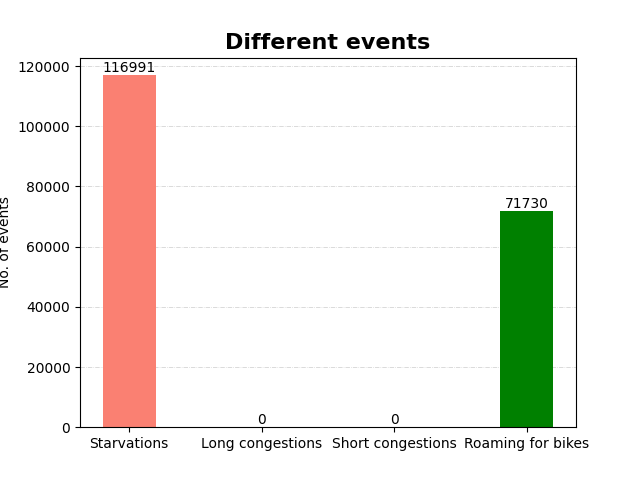 Different events
No. of events
120000
100000
80000
60000
40000
20000
0
116991
0
0
71730
Starvations
Long congestions
Short congestions
Roaming for bikes